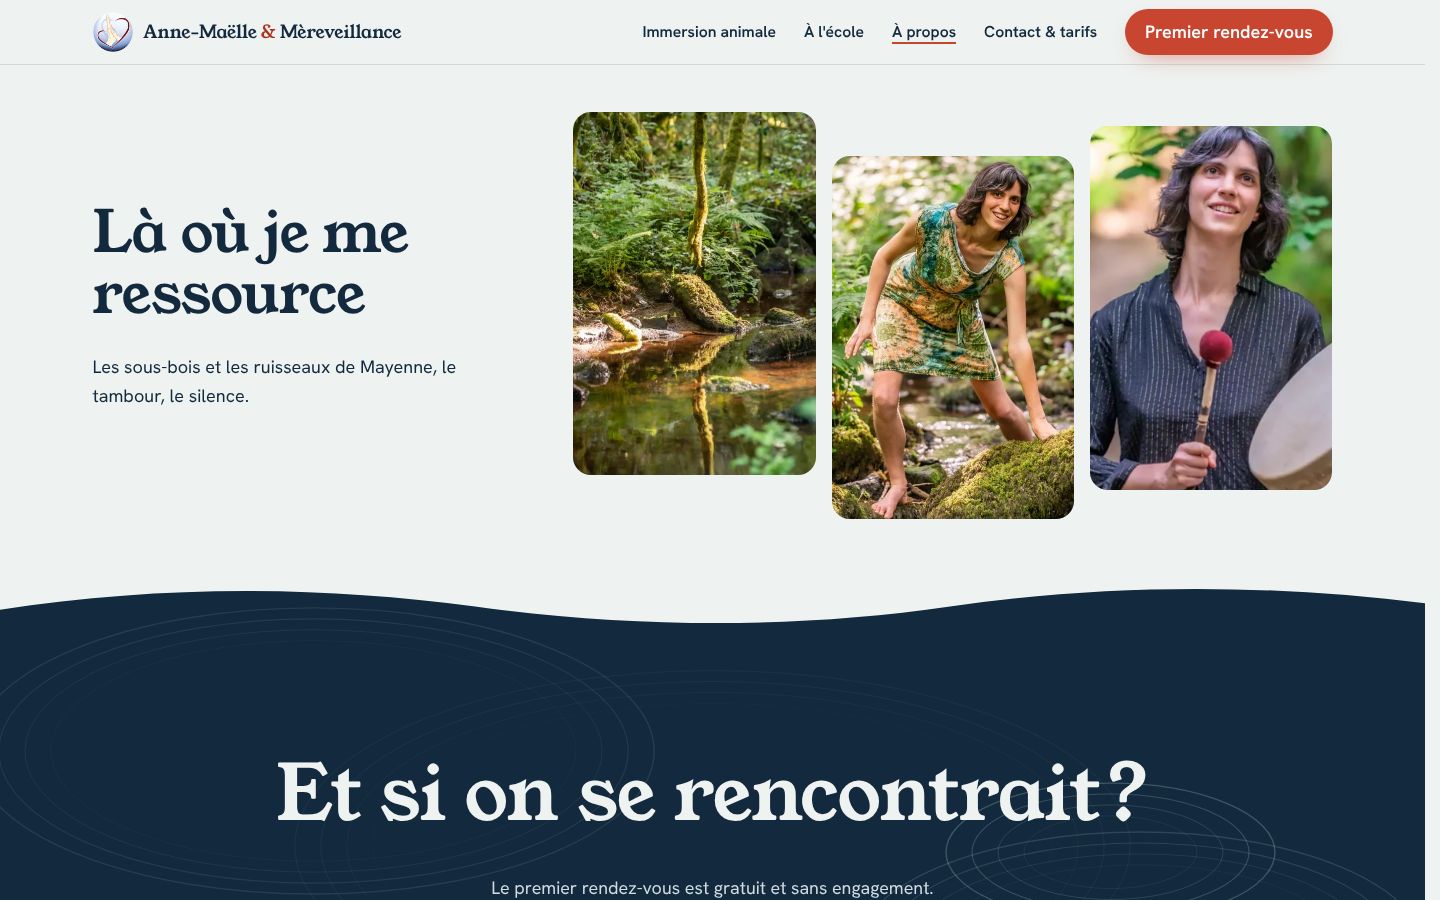 Anne-Maëlle & Mèreveillance
Immersion animale
À l'école
À propos
Contact & tarifs
Premier rendez-vous
Là où je me
ressource
Les sous-bois et les ruisseaux de Mayenne, le
tambour, le silence.
Et si on se rencontrait ?
Le premier rendez-vous est gratuit et sans engagement.